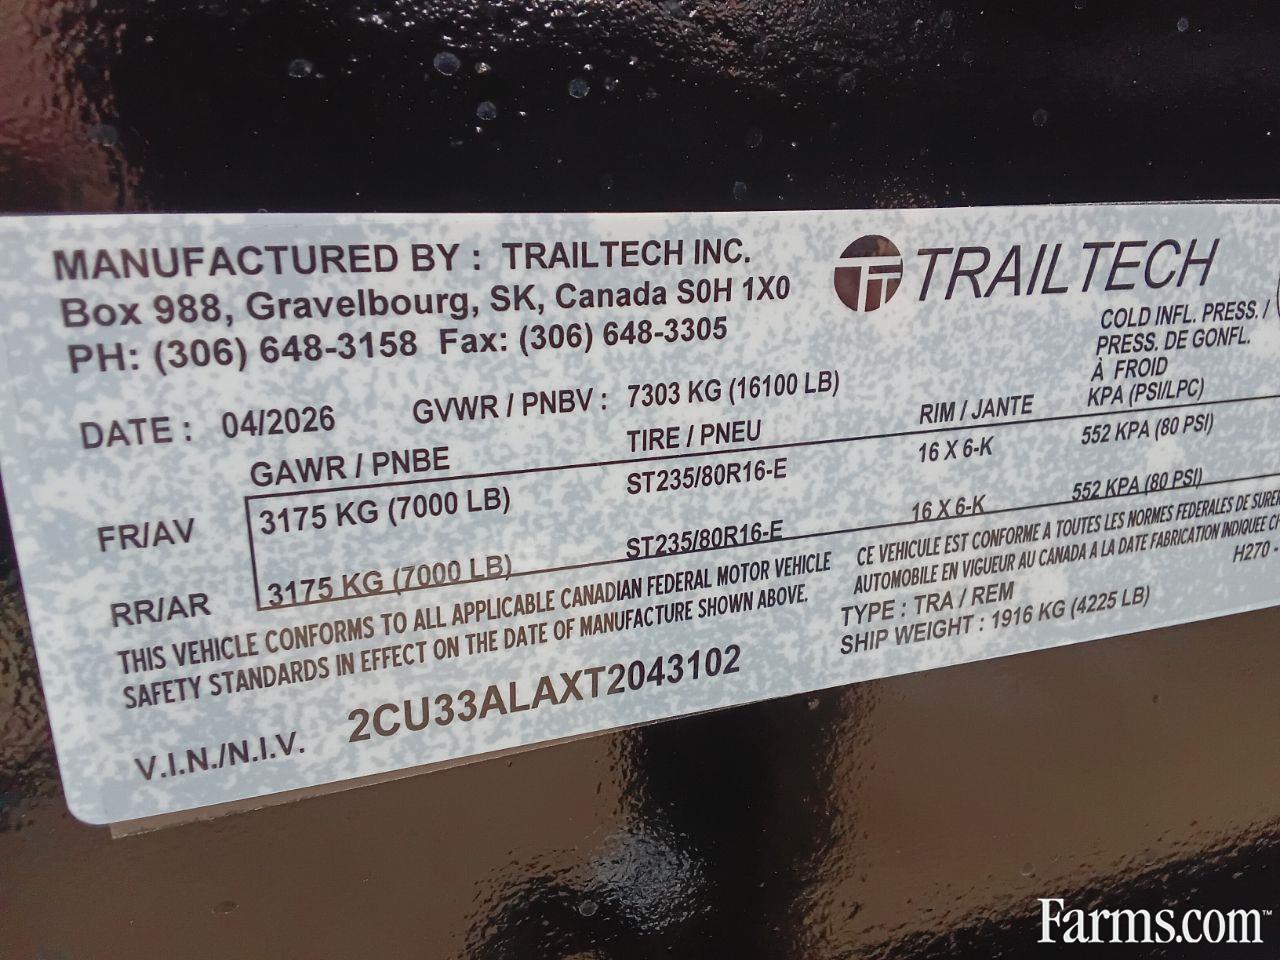 MANUFACTURED BY : TRAILTECH INC.
Box 988, Gravelbourg, SK, Canada S0H 1X0
PH: (306) 648-3158 Fax: (306) 648-3305
TRAILTECH
COLD INFL. PRESS. /
PRESS. DE GONFL.
À FROID
KPA (PSI/LPC)
DATE : 04/2026 GVWR / PNBV : 7303 KG (16100 LB)
GAWR / PNBE TIRE / PNEU RIM / JANTE
FR/AV 3175 KG (7000 LB) ST235/80R16-E 16 X 6-K 552 KPA (80 PSI)
RR/AR 3175 KG (7000 LB) ST235/80R16-E 16 X 6-K 552 KPA (80 PSI)
THIS VEHICLE CONFORMS TO ALL APPLICABLE CANADIAN FEDERAL MOTOR VEHICLE
SAFETY STANDARDS IN EFFECT ON THE DATE OF MANUFACTURE SHOWN ABOVE.
CE VEHICULE EST CONFORME A TOUTES LES NORMES FEDERALES DE
AUTOMOBILE EN VIGUEUR AU CANADA A LA DATE FABRICATION INDIQUEE
H270 -
TYPE : TRA / REM
SHIP WEIGHT : 1916 KG (4225 LB)
V.I.N./N.I.V. 2CU33ALAXT2043102
Farms.com™